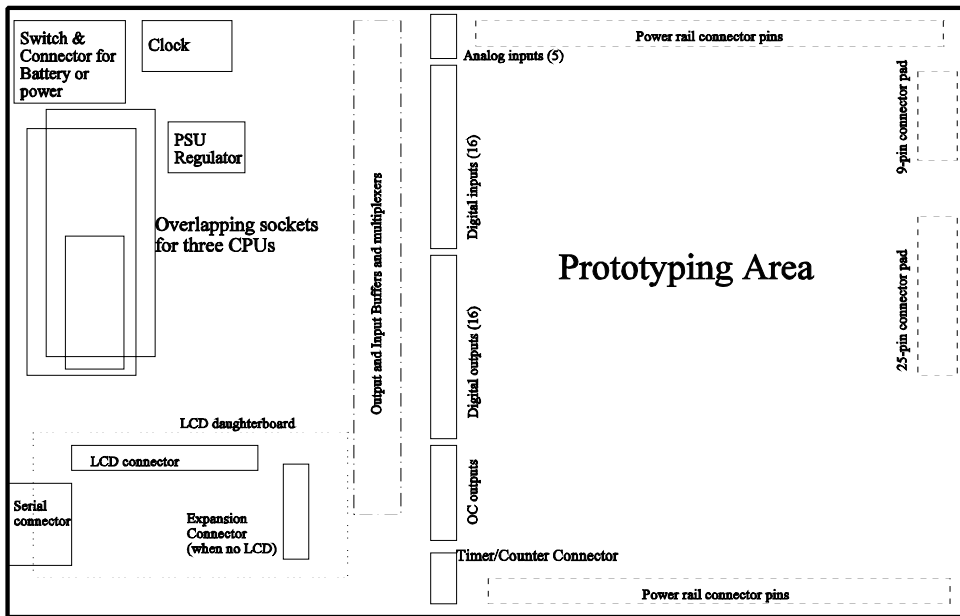 Switch &
Connector for
Battery or
power
Clock
PSU
Regulator
Overlapping sockets
for three CPUs
Output and Input Buffers and multiplexers
LCD daughterboard
LCD connector
Serial
connector
Expansion
Connector
(when no LCD)
Power rail connector pins
Analog inputs (5)
Digital inputs (16)
Digital outputs (16)
OC outputs
Timer/Counter Connector
Prototyping Area
9-pin connector pad
25-pin connector pad
Power rail connector pins